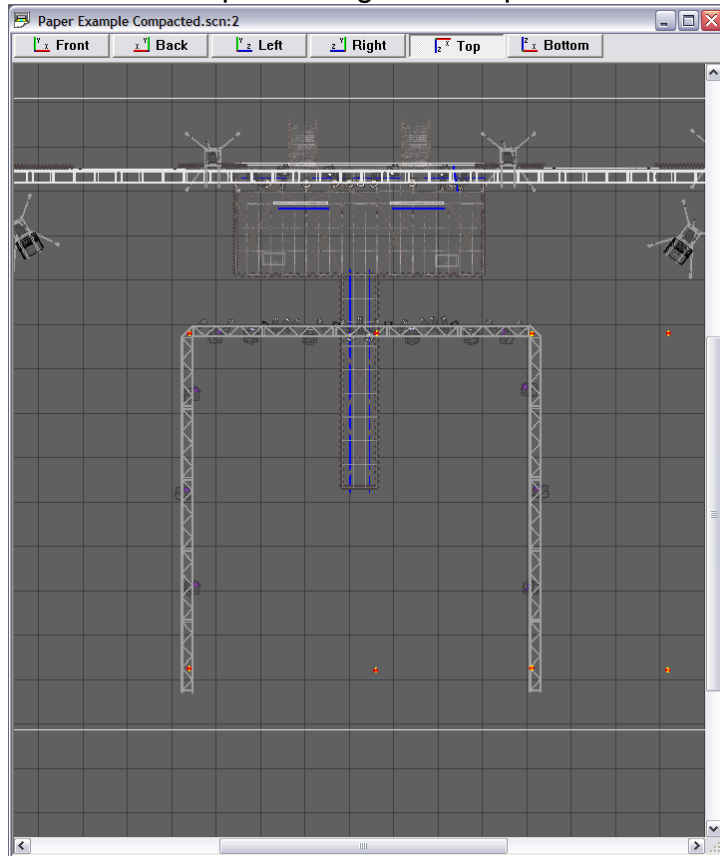 Paper Example Compacted.scn:2
Y X Front
X Y Back
Y Z Left
Z Y Right
Z X Top
Z X Bottom